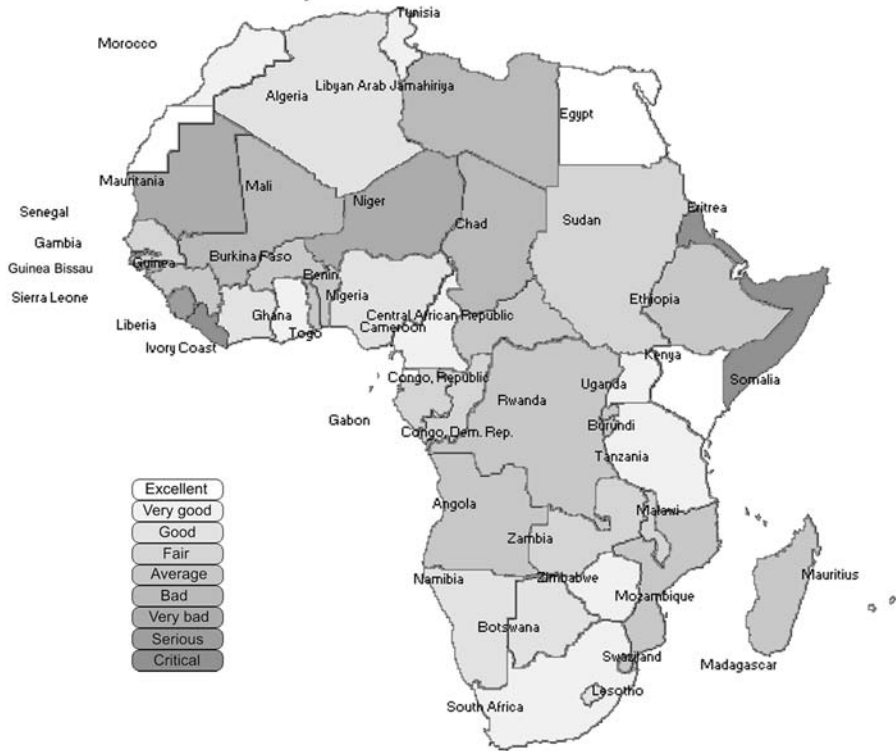 Tunisia
Morocco
Libyan Arab Jamahiriya
Algeria
Egypt
Mauritania
Mali
Niger
Senegal
Chad
Sudan
Eritrea
Gambia
Guinea
Burkina Faso
Guinea Bissau
Benin
Sierra Leone
Nigeria
Ethiopia
Ghana
Central African Republic
Liberia
Togo
Cameroon
Ivory Coast
Kenya
Congo, Republic
Uganda
Somalia
Rwanda
Gabon
Congo, Dem. Rep.
Burundi
Tanzania
Excellent
Very good
Good
Fair
Average
Bad
Very bad
Serious
Critical
Angola
Malawi
Zambia
Namibia
Zimbabwe
Mauritius
Mozambique
Botswana
Swaziland
Madagascar
Lesotho
South Africa